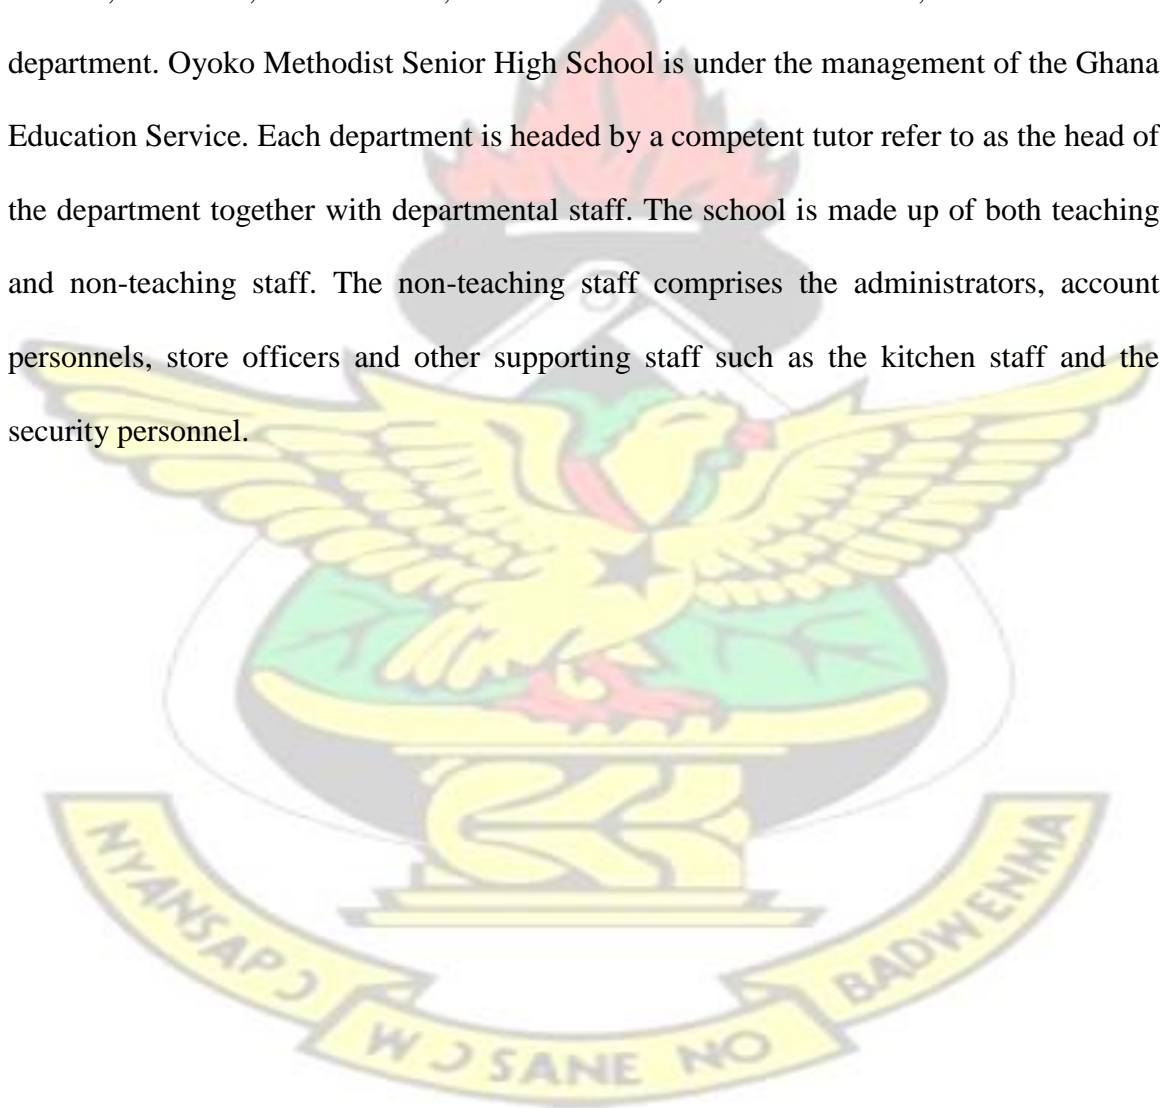 department. Oyoko Methodist Senior High School is under the management of the Ghana
Education Service. Each department is headed by a competent tutor refer to as the head of
the department together with departmental staff. The school is made up of both teaching
and non-teaching staff. The non-teaching staff comprises the administrators, account
personnels, store officers and other supporting staff such as the kitchen staff and the
security personnel.
NYANSAPƆ
WƆSANE NO
BADWENMA